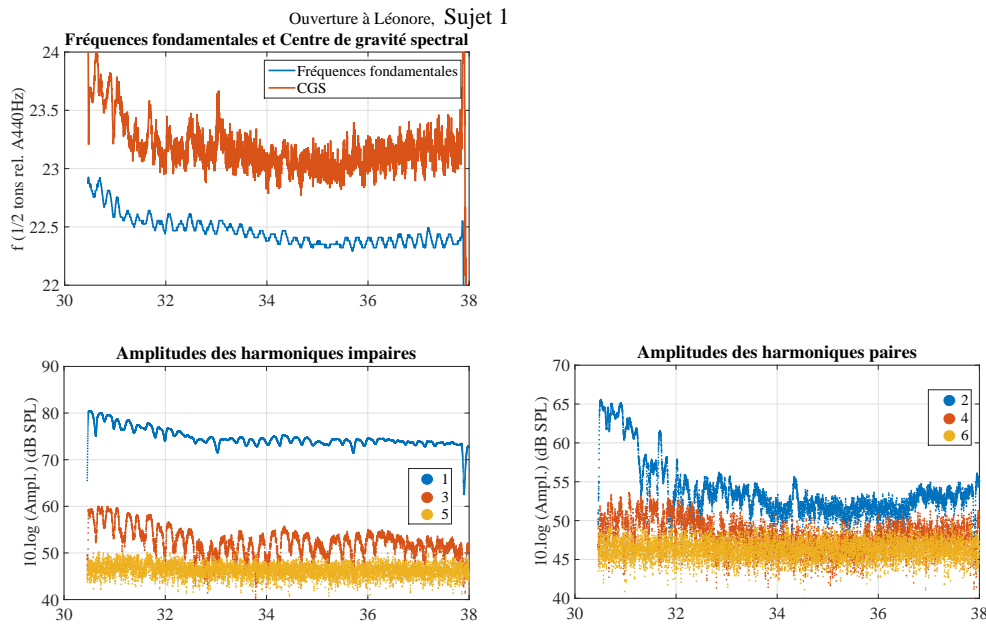 Ouverture à Léonore, Sujet 1
Fréquences fondamentales et Centre de gravité spectral
24
23.5
23
22.5
22
f (1/2 tons rel. A440Hz)
Fréquences fondamentales
CGS
30 32 34 36 38
Amplitudes des harmoniques impaires
90
80
70
60
50
40
10.log (Ampl.) (dB SPL)
1
3
5
30 32 34 36 38
Amplitudes des harmoniques paires
70
65
60
55
50
45
40
10.log (Ampl.) (dB SPL)
2
4
6
30 32 34 36 38